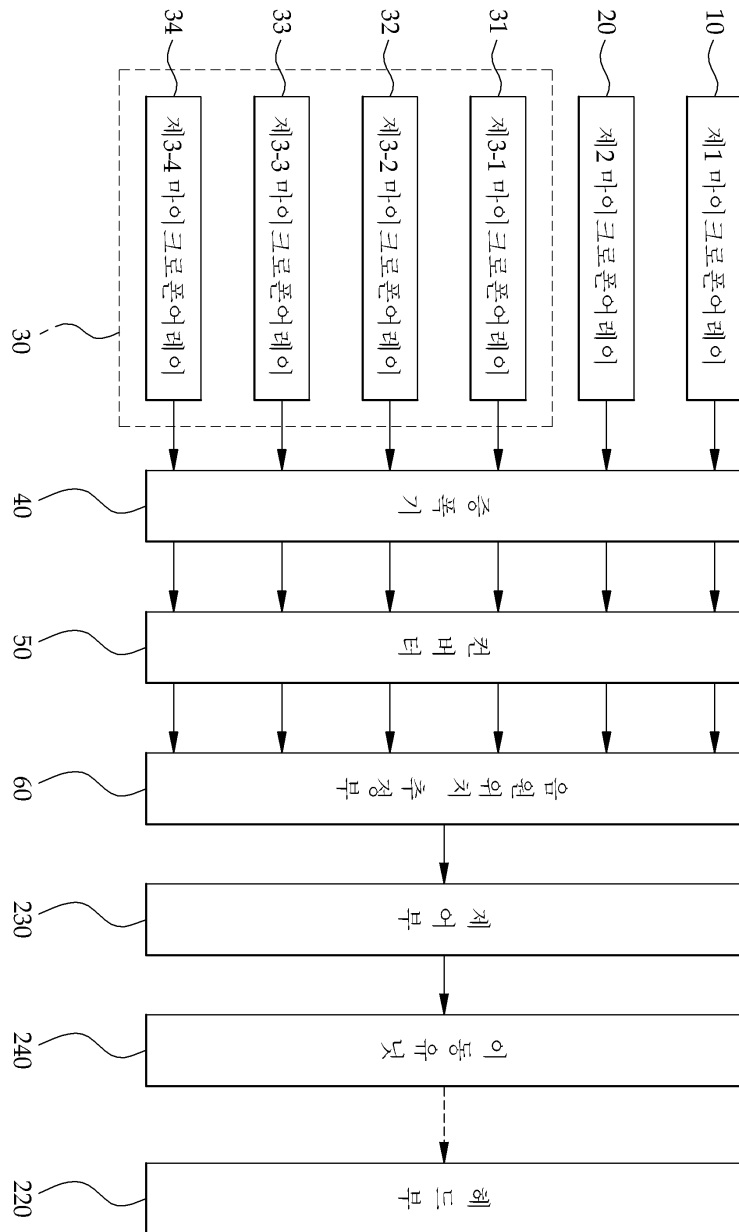 10
제1 마이크로폰어레이
20
제2 마이크로폰어레이
31
제3-1 마이크로폰어레이
32
제3-2 마이크로폰어레이
33
제3-3 마이크로폰어레이
34
제3-4 마이크로폰어레이
30
증폭기
40
컨버터
50
음원위치 추정부
60
제어부
230
이동유닛
240
헤드부
220